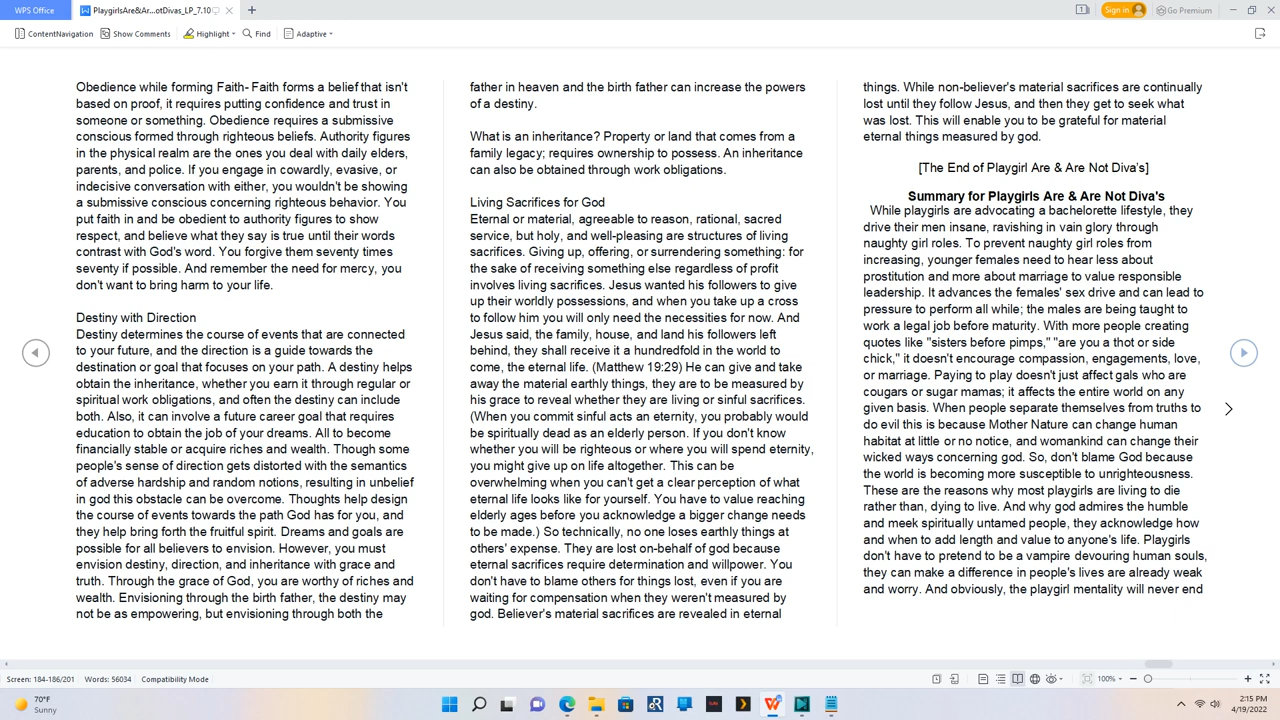 WPS Office
PlaygirlsAre&Ar...otDivas_LP_7.10
Sign in
Go Premium
ContentNavigation
Show Comments
Highlight
Find
Adaptive
Obedience while forming Faith- Faith forms a belief that isn't
based on proof, it requires putting confidence and trust in
someone or something. Obedience requires a submissive
conscious formed through righteous beliefs. Authority figures
in the physical realm are the ones you deal with daily elders,
parents, and police. If you engage in cowardly, evasive, or
indecisive conversation with either, you wouldn't be showing
a submissive conscious concerning righteous behavior. You
put faith in and be obedient to authority figures to show
respect, and believe what they say is true until their words
contrast with God's word. You forgive them seventy times
seventy if possible. And remember the need for mercy, you
don't want to bring harm to your life.
Destiny with Direction
Destiny determines the course of events that are connected
to your future, and the direction is a guide towards the
destination or goal that focuses on your path. A destiny helps
obtain the inheritance, whether you earn it through regular or
spiritual work obligations, and often the destiny can include
both. Also, it can involve a future career goal that requires
education to obtain the job of your dreams. All to become
financially stable or acquire riches and wealth. Though some
people's sense of direction gets distorted with the semantics
of adverse hardship and random notions, resulting in unbelief
in god this obstacle can be overcome. Thoughts help design
the course of events towards the path God has for you, and
they help bring forth the fruitful spirit. Dreams and goals are
possible for all believers to envision. However, you must
envision destiny, direction, and inheritance with grace and
truth. Through the grace of God, you are worthy of riches and
wealth. Envisioning through the birth father, the destiny may
not be as empowering, but envisioning through both the
father in heaven and the birth father can increase the powers
of a destiny.
What is an inheritance? Property or land that comes from a
family legacy; requires ownership to possess. An inheritance
can also be obtained through work obligations.
Living Sacrifices for God
Eternal or material, agreeable to reason, rational, sacred
service, but holy, and well-pleasing are structures of living
sacrifices. Giving up, offering, or surrendering something: for
the sake of receiving something else regardless of profit
involves living sacrifices. Jesus wanted his followers to give
up their worldly possessions, and when you take up a cross
to follow him you will only need the necessities for now. And
Jesus said, the family, house, and land his followers left
behind, they shall receive it a hundredfold in the world to
come, the eternal life. (Matthew 19:29) He can give and take
away the material earthly things, they are to be measured by
his grace to reveal whether they are living or sinful sacrifices.
(When you commit sinful acts an eternity, you probably would
be spiritually dead as an elderly person. If you don't know
whether you will be righteous or where you will spend eternity,
you might give up on life altogether. This can be
overwhelming when you can't get a clear perception of what
eternal life looks like for yourself. You have to value reaching
elderly ages before you acknowledge a bigger change needs
to be made.) So technically, no one loses earthly things at
others' expense. They are lost on-behalf of god because
eternal sacrifices require determination and willpower. You
don't have to blame others for things lost, even if you are
waiting for compensation when they weren't measured by
god. Believer's material sacrifices are revealed in eternal
things. While non-believer's material sacrifices are continually
lost until they follow Jesus, and then they get to seek what
was lost. This will enable you to be grateful for material
eternal things measured by god.
[The End of Playgirl Are & Are Not Diva's]
Summary for Playgirls Are & Are Not Diva's
While playgirls are advocating a bachelorette lifestyle, they
drive their men insane, ravishing in vain glory through
naughty girl roles. To prevent naughty girl roles from
increasing, younger females need to hear less about
prostitution and more about marriage to value responsible
leadership. It advances the females' sex drive and can lead to
pressure to perform all while; the males are being taught to
work a legal job before maturity. With more people creating
quotes like "sisters before pimps," "are you a thot or side
chick," it doesn't encourage compassion, engagements, love,
or marriage. Paying to play doesn't just affect gals who are
cougars or sugar mamas; it affects the entire world on any
given basis. When people separate themselves from truths to
do evil this is because Mother Nature can change human
habitat at little or no notice, and womankind can change their
wicked ways concerning god. So, don't blame God because
the world is becoming more susceptible to unrighteousness.
These are the reasons why most playgirls are living to die
rather than, dying to live. And why god admires the humble
and meek spiritually untamed people, they acknowledge how
and when to add length and value to anyone's life. Playgirls
don't have to pretend to be a vampire devouring human souls,
they can make a difference in people's lives are already weak
and worry. And obviously, the playgirl mentality will never end
Screen: 184-186/201
Words: 56034
Compatibility Mode
100%
70°F
Sunny
2:15 PM
4/19/2022